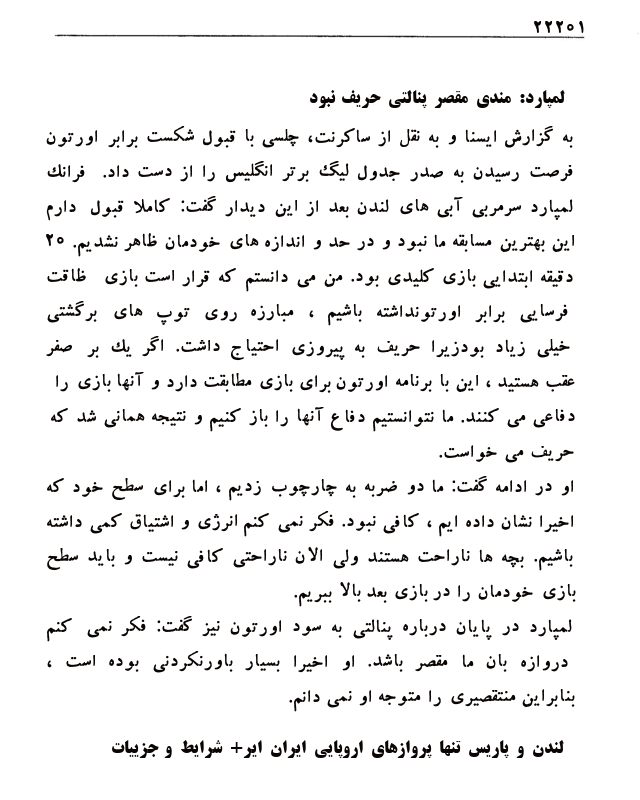 ۲۲۲۰۱
لمپارد: مندی مقصر پنالتی حریف نبود
به گزارش ایسنا و به نقل از ساکرنت، چلسی با قبول شکست برابر اورتون
فرصت رسیدن به صدر جدول لیگ برتر انگلیس را از دست داد. فرانک
لمپارد سرمربی آبی های لندن بعد از این دیدار گفت: کاملا قبول دارم
این بهترین مسابقه ما نبود و در حد و اندازه های خودمان ظاهر نشدیم. ۲۰
دقیقه ابتدایی بازی کلیدی بود. من می دانستم که قرار است بازی ظاقت
فرسایی برابر اورتونداشته باشیم ، مبارزه روی توپ های برگشتی
خیلی زیاد بودزیرا حریف به پیروزی احتیاج داشت. اگر یك بر صفر
عقب هستید ، این با برنامه اورتون برای بازی مطابقت دارد و آنها بازی را
دفاعی می کنند. ما نتوانستیم دفاع آنها را باز کنیم و نتیجه همانی شد که
حریف می خواست.
او در ادامه گفت: ما دو ضربه به چارچوب زدیم ، اما برای سطح خود که
اخیرا نشان داده ایم ، کافی نبود. فکر نمی کنم انرژی و اشتیاق کمی داشته
باشیم. بچه ها ناراحت هستند ولی الان ناراحتی کافی نیست و باید سطح
بازی خودمان را در بازی بعد بالا ببریم.
لمپارد در پایان درباره پنالتی به سود اورتون نیز گفت: فکر نمی کنم
دروازه بان ما مقصر باشد. او اخیرا بسیار باورنکردنی بوده است ،
بنابراین منتقصیری را متوجه او نمی دانم.
لندن و پاریس تنها پروازهای اروپایی ایران ایر+ شرایط و جزییات